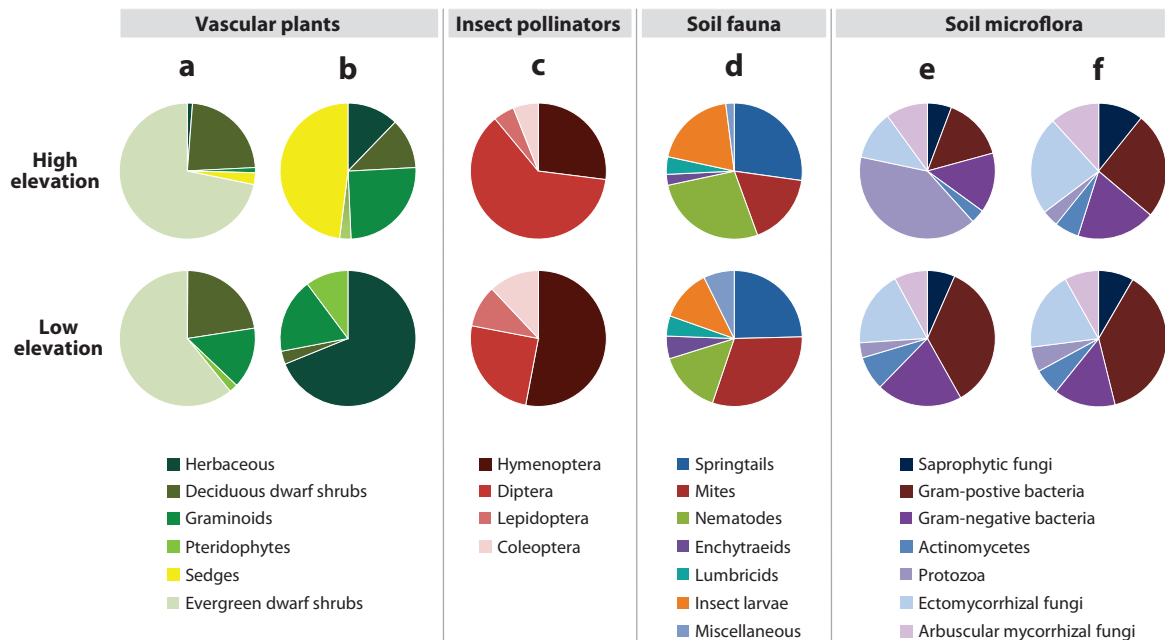 Vascular plants
Insect pollinators
Soil fauna
Soil microflora
a
b
c
d
e
f
High
elevation
Low
elevation
Herbaceous
Deciduous dwarf shrubs
Graminoids
Pteridophytes
Sedges
Evergreen dwarf shrubs
Hymenoptera
Diptera
Lepidoptera
Coleoptera
Springtails
Mites
Nematodes
Enchytraeids
Lumbricids
Insect larvae
Miscellaneous
Saprophytic fungi
Gram-postive bacteria
Gram-negative bacteria
Actinomycetes
Protozoa
Ectomycorrhizal fungi
Arbuscular mycorrhizal fungi